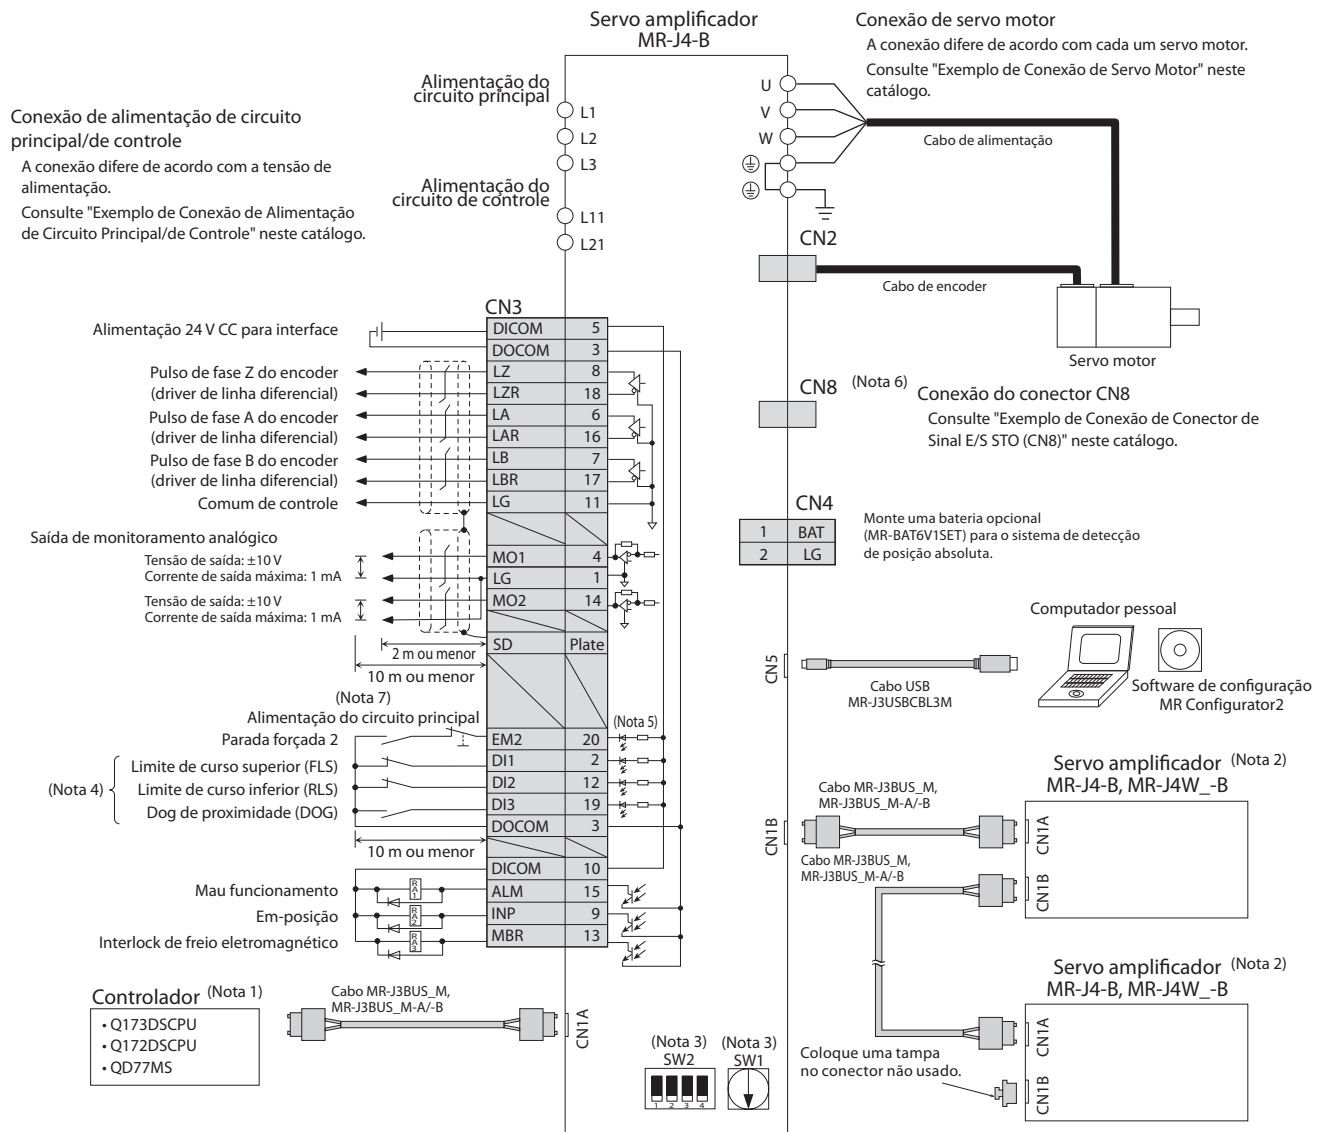 Servo amplificador
MR-J4-B
Conexão de servo motor
A conexão difere de acordo com cada um servo motor.
Consulte "Exemplo de Conexão de Servo Motor" neste
catálogo.
Alimentação do
circuito principal
L1
L2
L3
Conexão de alimentação de circuito
principal/de controle
A conexão difere de acordo com a tensão de
alimentação.
Consulte "Exemplo de Conexão de Alimentação
de Circuito Principal/de Controle" neste catálogo.
Alimentação do
circuito de controle
L11
L21
U
V
W
Cabo de alimentação
CN2
Cabo de encoder
Servo motor
CN3
Alimentação 24 V CC para interface
DICOM 5
DOCOM 3
Pulso de fase Z do encoder
(driver de linha diferencial)
LZ 8
LZR 18
Pulso de fase A do encoder
(driver de linha diferencial)
LA 6
LAR 16
Pulso de fase B do encoder
(driver de linha diferencial)
LB 7
LBR 17
Comum de controle
LG 11
Saída de monitoramento analógico
Tensão de saída: ±10 V
Corrente de saída máxima: 1 mA
MO1 4
LG 1
Tensão de saída: ±10 V
Corrente de saída máxima: 1 mA
MO2 14
SD Plate
2 m ou menor
10 m ou menor
(Nota 7)
Alimentação do circuito principal
(Nota 5)
Parada forçada 2
EM2 20
(Nota 4)
Limite de curso superior (FLS)
DI1 2
Limite de curso inferior (RLS)
DI2 12
Dog de proximidade (DOG)
DI3 19
DOCOM 3
10 m ou menor
DICOM 10
Mau funcionamento
RA1
ALM 15
Em-posição
RA2
INP 9
Interlock de freio eletromagnético
RA3
MBR 13
CN8
(Nota 6)
Conexão do conector CN8
Consulte "Exemplo de Conexão de Conector de
Sinal E/S STO (CN8)" neste catálogo.
CN4
1 BAT
2 LG
Monte uma bateria opcional
(MR-BAT6V1SET) para o sistema de detecção
de posição absoluta.
CN5
Cabo USB
MR-J3USBCBL3M
Computador pessoal
Software de configuração
MR Configurator2
Servo amplificador (Nota 2)
MR-J4-B, MR-J4W_-B
Cabo MR-J3BUS_M,
MR-J3BUS_M-A/-B
CN1B
CN1A
Cabo MR-J3BUS_M,
MR-J3BUS_M-A/-B
CN1B
Servo amplificador (Nota 2)
MR-J4-B, MR-J4W_-B
CN1A
Coloque uma tampa
no conector não usado.
CN1B
Controlador (Nota 1)
• Q173DSCPU
• Q172DSCPU
• QD77MS
Cabo MR-J3BUS_M,
MR-J3BUS_M-A/-B
CN1A
(Nota 3)
SW2
1 2 3 4
(Nota 3)
SW1